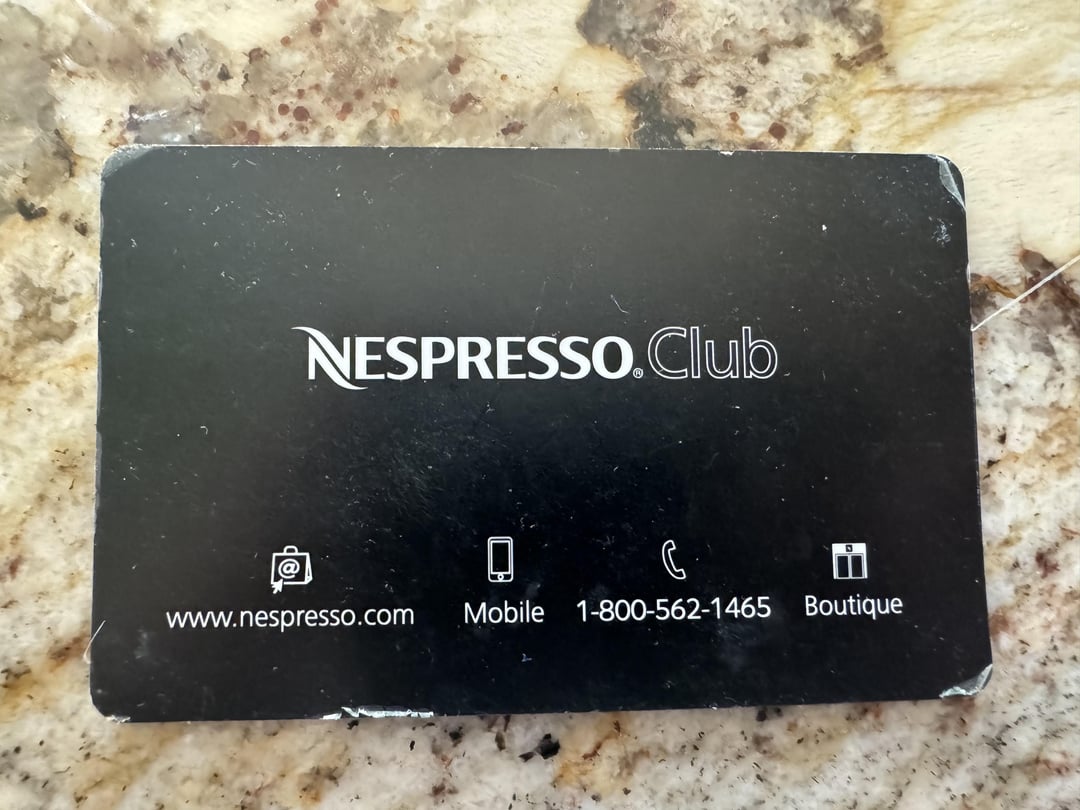 NESPRESSO® Club
@
www.nespresso.com Mobile 1-800-562-1465 Boutique